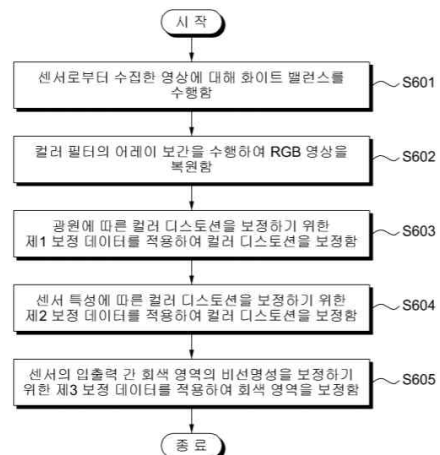 시 작
센서로부터 수집한 영상에 대해 화이트 밸런스를
수행함
S601
컬러 필터의 어레이 보간을 수행하여 RGB 영상을
복원함
S602
광원에 따른 컬러 디스토션을 보정하기 위한
제1 보정 데이터를 적용하여 컬러 디스토션을 보정함
S603
센서 특성에 따른 컬러 디스토션을 보정하기 위한
제2 보정 데이터를 적용하여 컬러 디스토션을 보정함
S604
센서의 입출력 간 회색 영역의 비선명성을 보정하기
위한 제3 보정 데이터를 적용하여 회색 영역을 보정함
S605
종 료